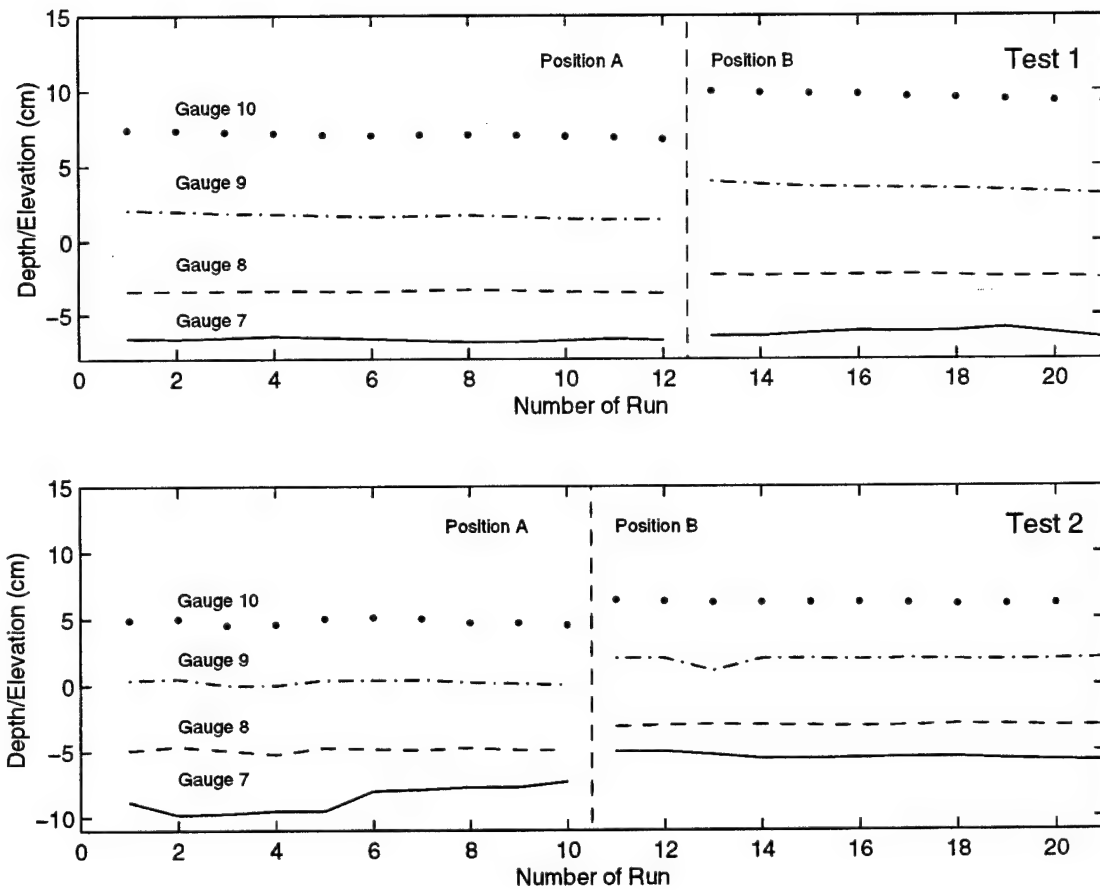 15
Position A
Position B
Test 1
10
Gauge 10
5
Gauge 9
0
Gauge 8
−5
Gauge 7
Depth/Elevation (cm)
0 2 4 6 8 10 12 14 16 18 20
Number of Run
15
Position A
Position B
Test 2
10
Gauge 10
5
Gauge 9
0
Gauge 8
−5
Gauge 7
−10
Depth/Elevation (cm)
0 2 4 6 8 10 12 14 16 18 20
Number of Run